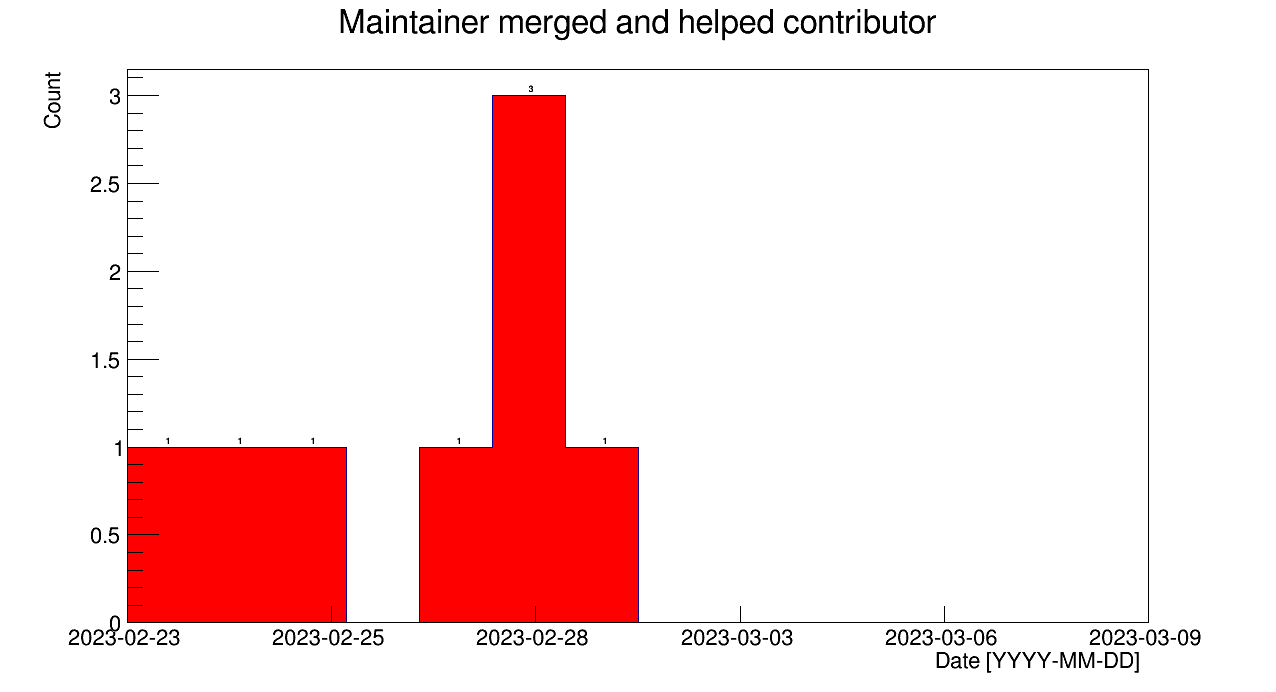 Maintainer merged and helped contributor
Count
3
2.5
2
1.5
1
0.5
0
3
1 1 1 1 1
2023-02-23 2023-02-25 2023-02-28 2023-03-03 2023-03-06 2023-03-09
Date [YYYY-MM-DD]